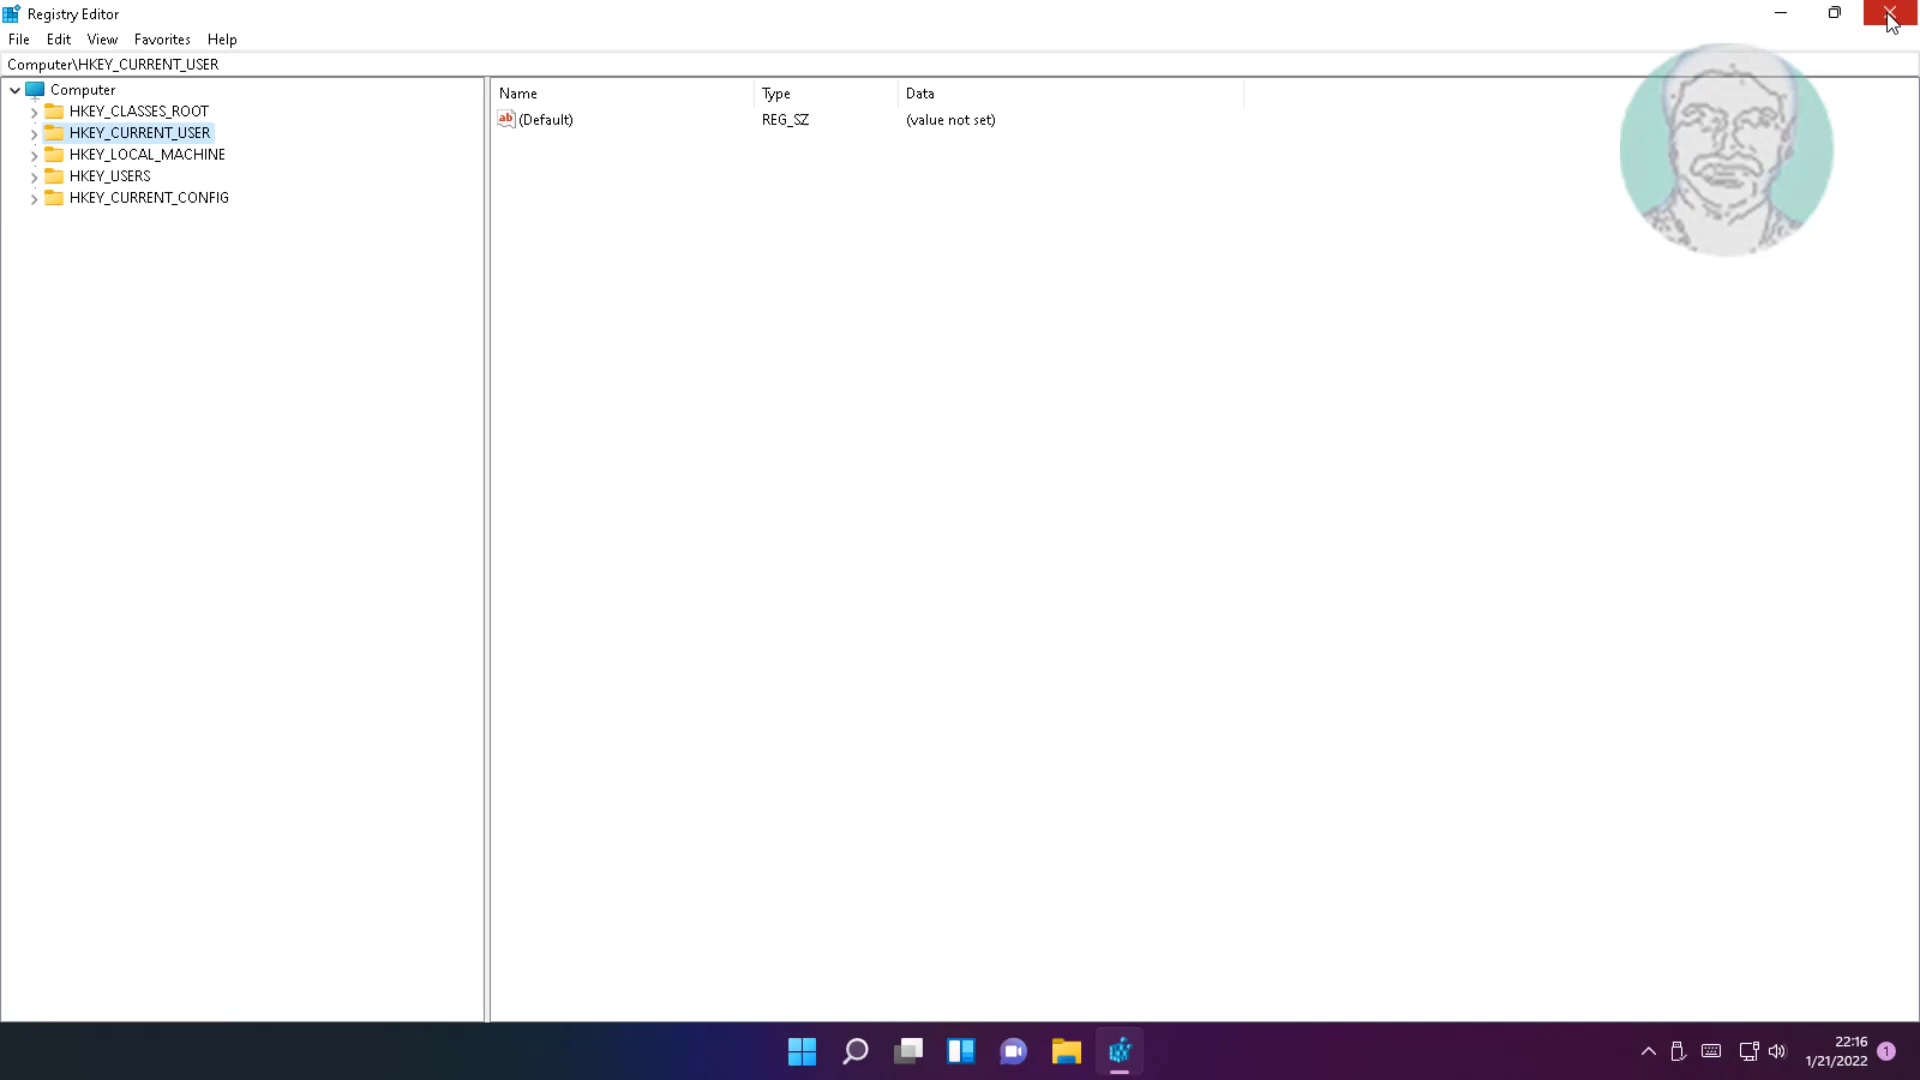 Registry Editor
File Edit View Favorites Help
Computer\HKEY_CURRENT_USER
Computer
HKEY_CLASSES_ROOT
HKEY_CURRENT_USER
HKEY_LOCAL_MACHINE
HKEY_USERS
HKEY_CURRENT_CONFIG
Name Type Data
ab (Default) REG_SZ (value not set)
22:16
1/21/2022
1